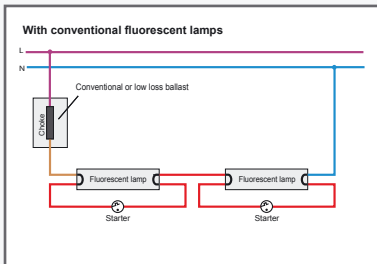 With conventional fluorescent lamps
L
N
Conventional or low loss ballast
Choke
Fluorescent lamp
Fluorescent lamp
Starter
Starter